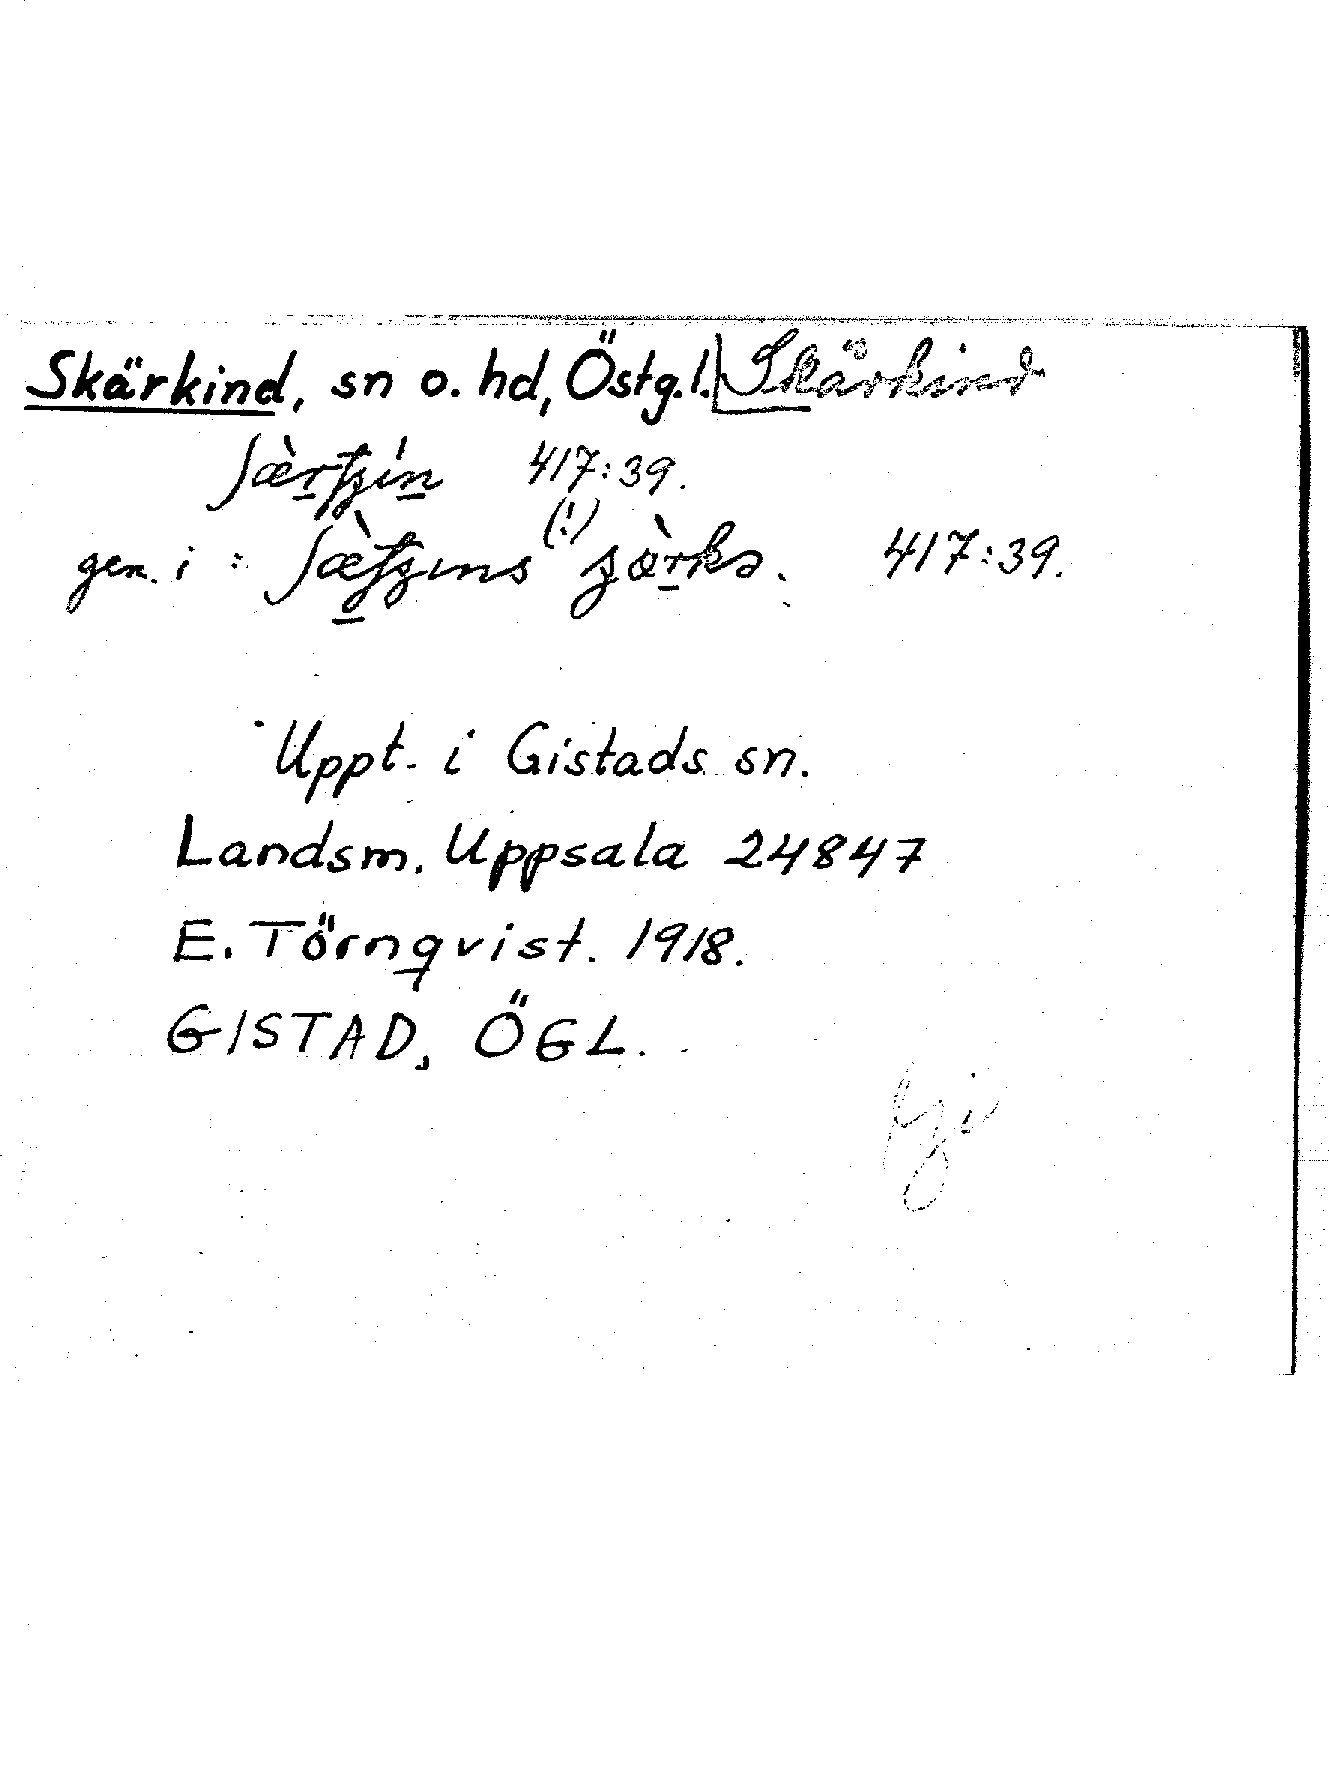 Skärkind, sn o. hd, Östg.l. Skärkind
417:39.
gen. i : (!) 417:39.
Uppt. i Gistads sn.
Landsm. Uppsala 24847
E. Törnqvist. 1918.
GISTAD, ÖGL.